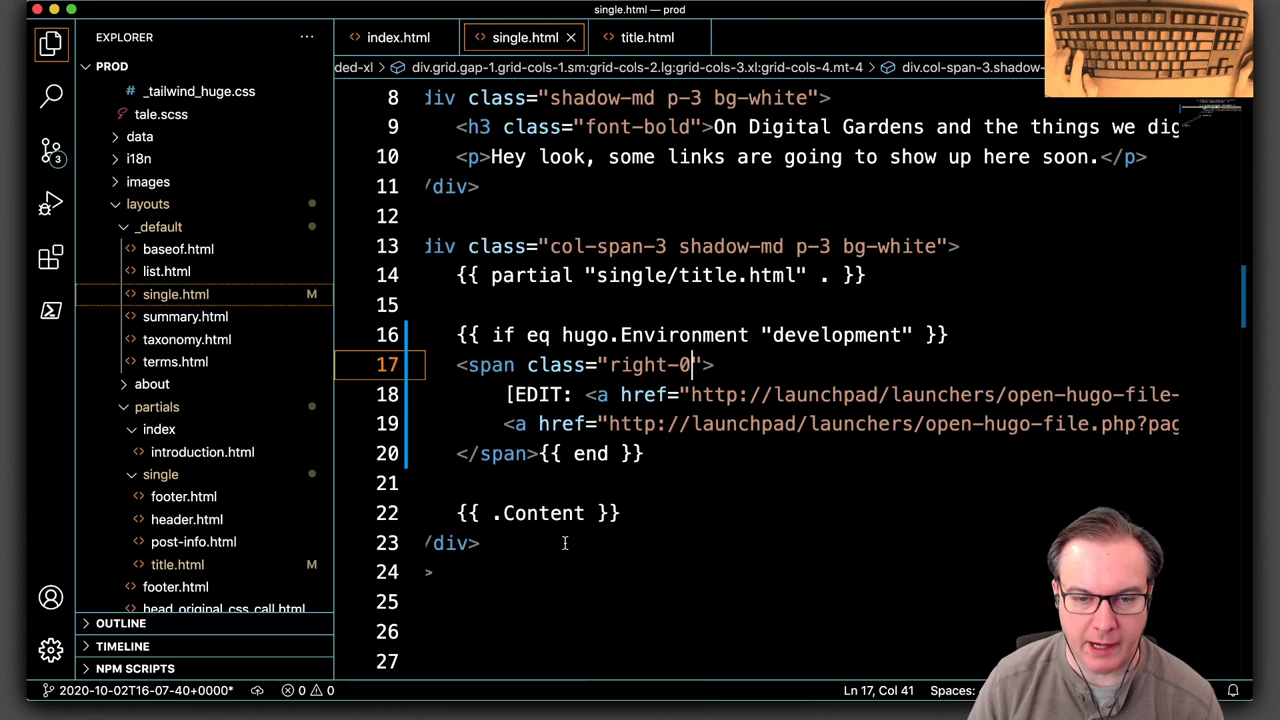 single.html — prod
EXPLORER
index.html
single.html
title.html
PROD
ded-xl
div.grid.gap-1.grid-cols-1.sm:grid-cols-2.lg:grid-cols-3.xl:grid-cols-4.mt-4
div.col-span-3.shadow-
_tailwind_huge.css
tale.scss
data
i18n
images
layouts
_default
baseof.html
list.html
single.html M
summary.html
taxonomy.html
terms.html
about
partials
index
introduction.html
single
footer.html
header.html
post-info.html
title.html M
footer.html
head_original_css_call.html
OUTLINE
TIMELINE
NPM SCRIPTS
3
8 div class="shadow-md p-3 bg-white">
9 <h3 class="font-bold">On Digital Gardens and the things we dig
10 <p>Hey look, some links are going to show up here soon.</p>
11 /div>
12
13 div class="col-span-3 shadow-md p-3 bg-white">
14 {{ partial "single/title.html" . }}
15
16 {{ if eq hugo.Environment "development" }}
17 <span class="right-0">
18 [EDIT: <a href="http://launchpad/launchers/open-hugo-file-
19 <a href="http://launchpad/launchers/open-hugo-file.php?pag
20 </span>{{ end }}
21
22 {{ .Content }}
23 /div>
24 >
25
26
27
2020-10-02T16-07-40+0000*
0
0
Ln 17, Col 41
Spaces: